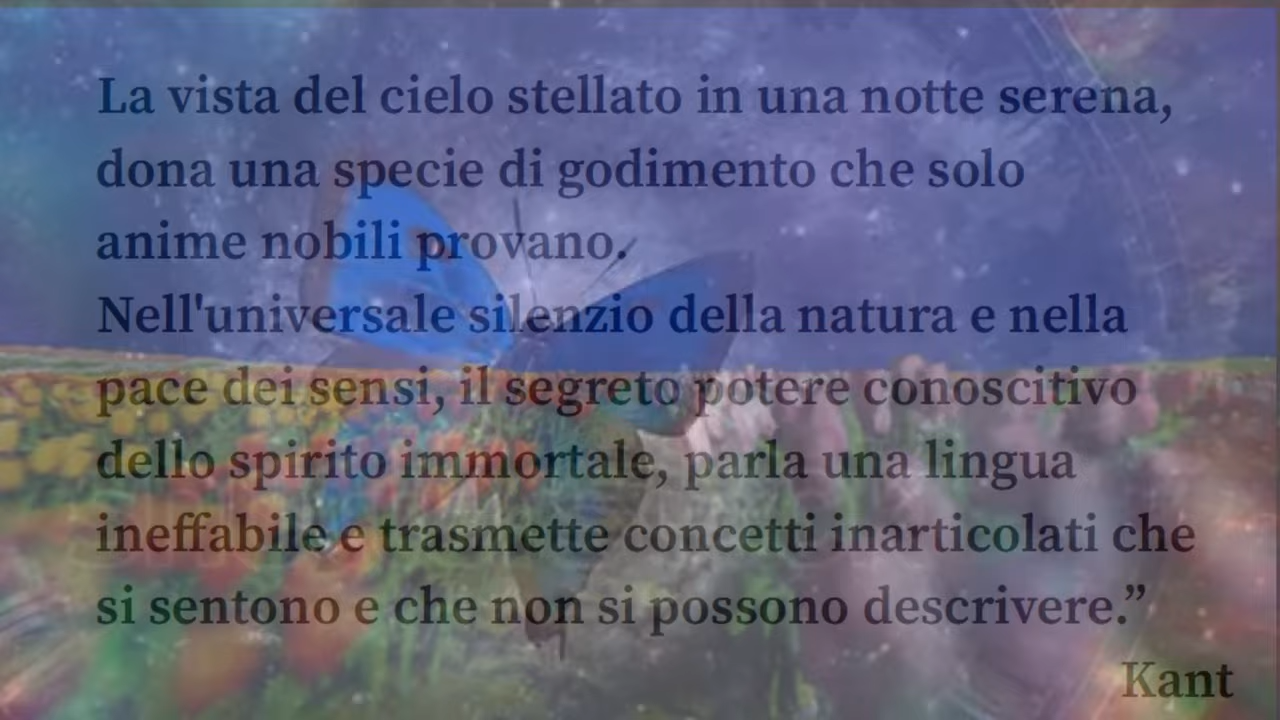 La vista del cielo stellato in una notte serena,
dona una specie di godimento che solo
anime nobili provano.
Nell'universale silenzio della natura e nella
pace dei sensi, il segreto potere conoscitivo
dello spirito immortale, parla una lingua
ineffabile e trasmette concetti inarticolati che
si sentono e che non si possono descrivere.”
Kant